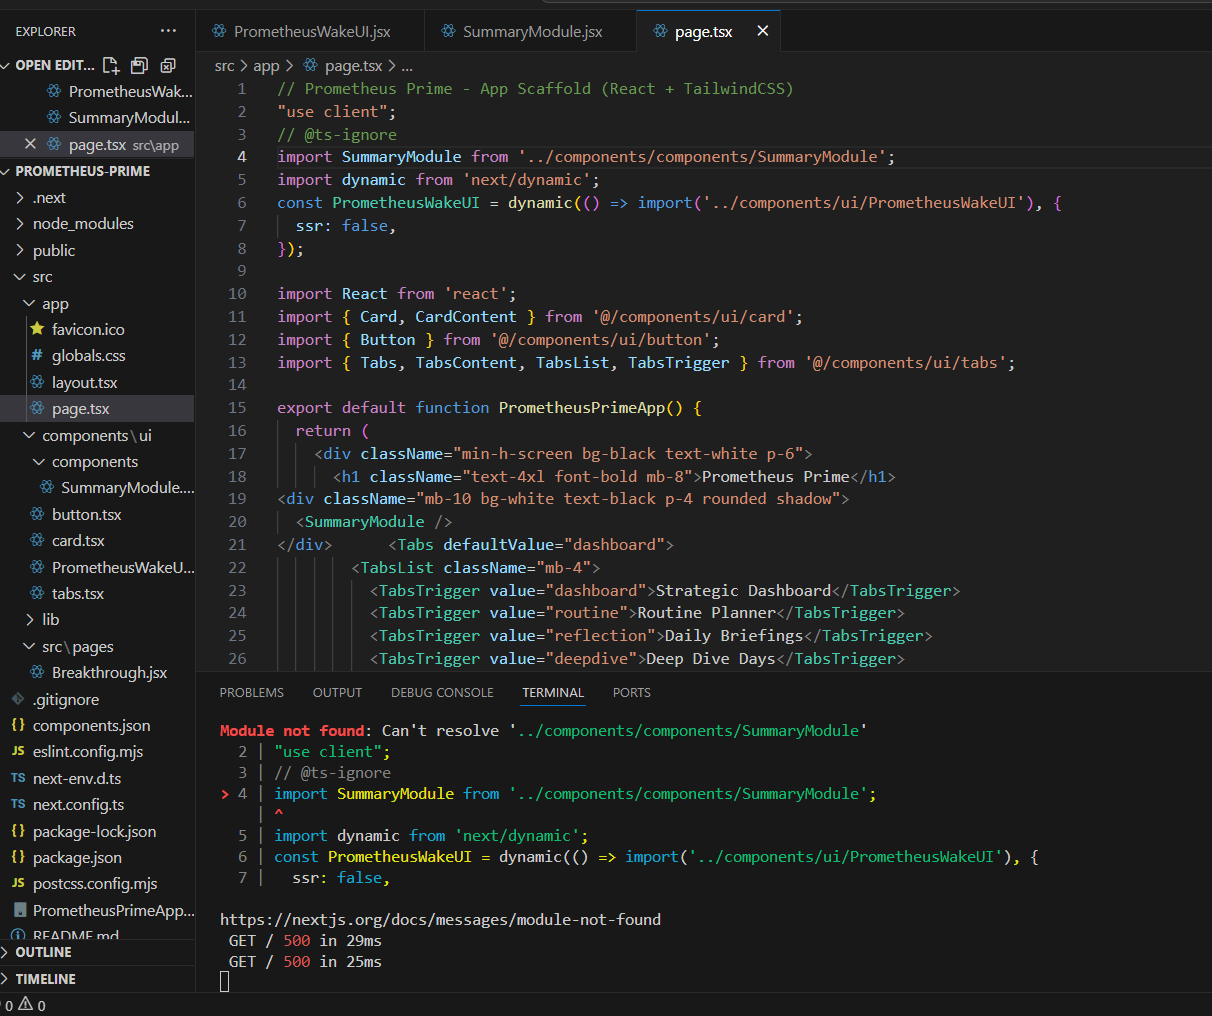 EXPLORER
OPEN EDIT...
PrometheusWak...
SummaryModul...
page.tsx src\app
PROMETHEUS-PRIME
.next
node_modules
public
src
app
favicon.ico
globals.css
layout.tsx
page.tsx
components\ui
components
SummaryModule....
button.tsx
card.tsx
PrometheusWakeU...
tabs.tsx
lib
src\pages
Breakthrough.jsx
.gitignore
components.json
eslint.config.mjs
next-env.d.ts
next.config.ts
package-lock.json
package.json
postcss.config.mjs
PrometheusPrimeApp...
README.md
OUTLINE
TIMELINE
0 0
PrometheusWakeUI.jsx SummaryModule.jsx page.tsx
src > app > page.tsx > ...
1 // Prometheus Prime - App Scaffold (React + TailwindCSS)
2 "use client";
3 // @ts-ignore
4 import SummaryModule from '../components/components/SummaryModule';
5 import dynamic from 'next/dynamic';
6 const PrometheusWakeUI = dynamic(() => import('../components/ui/PrometheusWakeUI'), {
7 ssr: false,
8 });
9
10 import React from 'react';
11 import { Card, CardContent } from '@/components/ui/card';
12 import { Button } from '@/components/ui/button';
13 import { Tabs, TabsContent, TabsList, TabsTrigger } from '@/components/ui/tabs';
14
15 export default function PrometheusPrimeApp() {
16 return (
17 <div className="min-h-screen bg-black text-white p-6">
18 <h1 className="text-4xl font-bold mb-8">Prometheus Prime</h1>
19 <div className="mb-10 bg-white text-black p-4 rounded shadow">
20 <SummaryModule />
21 </div> <Tabs defaultValue="dashboard">
22 <TabsList className="mb-4">
23 <TabsTrigger value="dashboard">Strategic Dashboard</TabsTrigger>
24 <TabsTrigger value="routine">Routine Planner</TabsTrigger>
25 <TabsTrigger value="reflection">Daily Briefings</TabsTrigger>
26 <TabsTrigger value="deepdive">Deep Dive Days</TabsTrigger>
PROBLEMS OUTPUT DEBUG CONSOLE TERMINAL PORTS
Module not found: Can't resolve '../components/components/SummaryModule'
2 | "use client";
3 | // @ts-ignore
> 4 | import SummaryModule from '../components/components/SummaryModule';
| ^
5 | import dynamic from 'next/dynamic';
6 | const PrometheusWakeUI = dynamic(() => import('../components/ui/PrometheusWakeUI'), {
7 | ssr: false,
https://nextjs.org/docs/messages/module-not-found
GET / 500 in 29ms
GET / 500 in 25ms